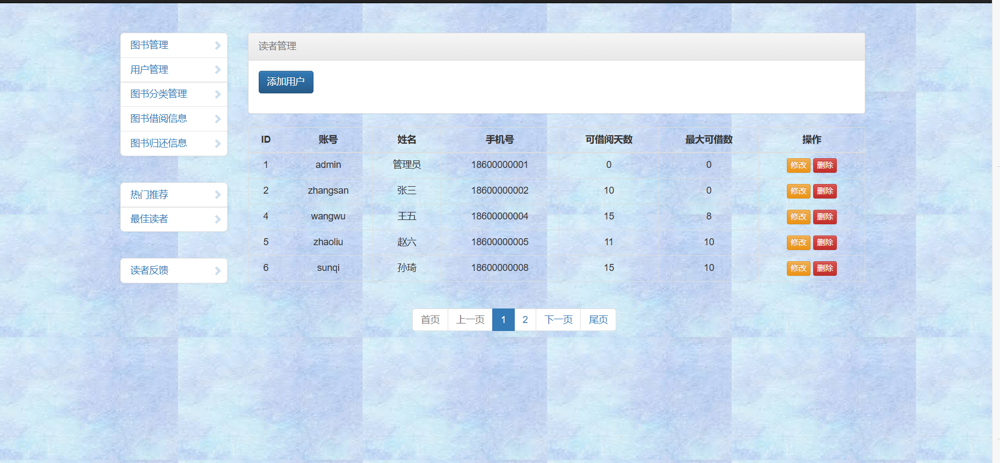 图书管理
用户管理
图书分类管理
图书借阅信息
图书归还信息
热门推荐
最佳读者
读者反馈
读者管理
添加用户
ID 账号 姓名 手机号 可借阅天数 最大可借数 操作
1 admin 管理员 18600000001 0 0 修改 删除
2 zhangsan 张三 18600000002 10 0 修改 删除
4 wangwu 王五 18600000004 15 8 修改 删除
5 zhaoliu 赵六 18600000005 11 10 修改 删除
6 sunqi 孙琦 18600000008 15 10 修改 删除
首页 上一页 1 2 下一页 尾页